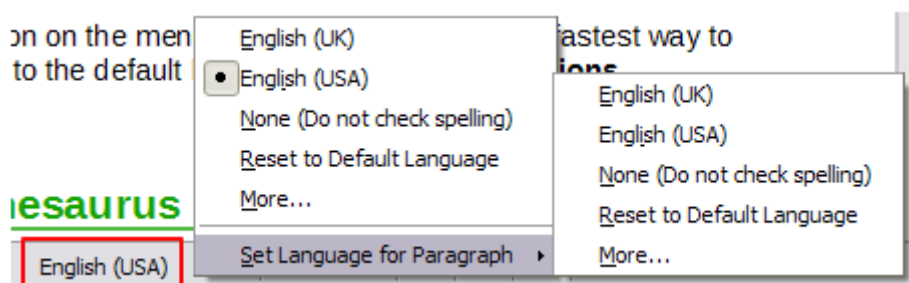 on on the men
to the default
English (UK)
English (USA)
None (Do not check spelling)
Reset to Default Language
More...
Set Language for Paragraph
fastest way to
ions
English (UK)
English (USA)
None (Do not check spelling)
Reset to Default Language
More...
esaurus
English (USA)